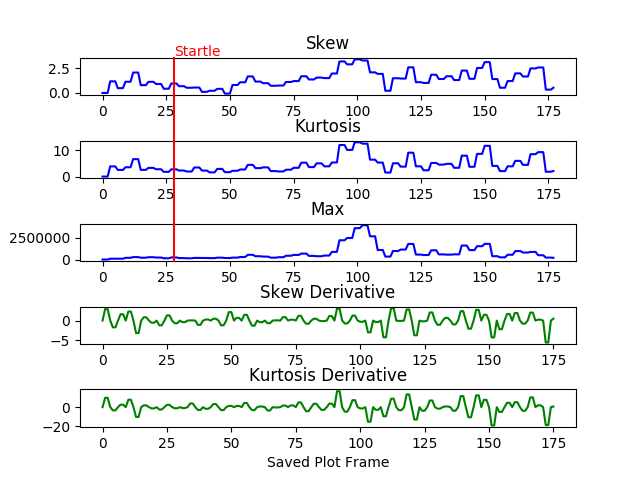 Startle
Skew
2.5
0.0
0 25 50 75 100 125 150 175
Kurtosis
10
0
0 25 50 75 100 125 150 175
Max
2500000
0
0 25 50 75 100 125 150 175
Skew Derivative
0
−5
0 25 50 75 100 125 150 175
Kurtosis Derivative
0
−20
0 25 50 75 100 125 150 175
Saved Plot Frame